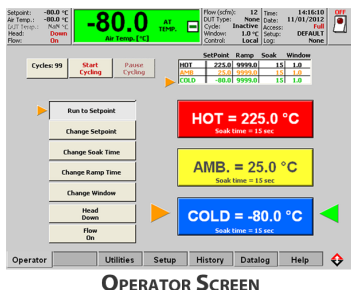 Setpoint: -80.0 °C
Air Temp.: -80.0 °C
DUT Temp.: NaN °C
Head: Down
Flow: On
-80.0
Air Temp. [°C]
AT TEMP.
Flow (scfm): 12
DUT Type: None
Cycle: Inactive
Window: 1.0 °C
Control: Local
Time: 14:16:10
Date: 11/01/2012
Access: Full
Setup: DEFAULT
Log: None
OFF
Cycles: 99
Start Cycling
Pause Cycling
SetPoint Ramp Soak Window
HOT 225.0 9999.0 15 1.0
AMB 25.0 9999.0 15 1.0
COLD -80.0 9999.0 15 1.0
Run to Setpoint
Change Setpoint
Change Soak Time
Change Ramp Time
Change Window
Head
Down
Flow
On
HOT = 225.0 °C
Soak time = 15 sec
AMB. = 25.0 °C
Soak time = 15 sec
COLD = -80.0 °C
Soak time = 15 sec
Operator Utilities Setup History Datalog Help
OPERATOR SCREEN